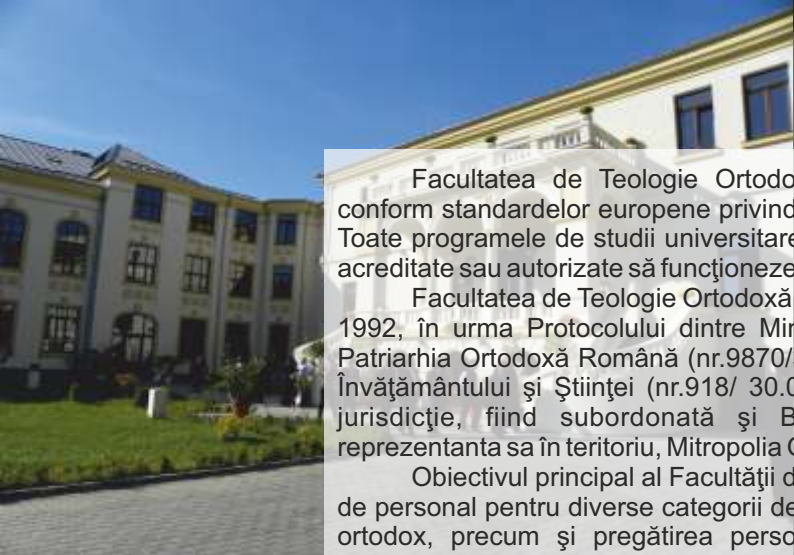 Facultatea de Teologie Ortodo
conform standardelor europene privind
Toate programele de studii universitare
acreditate sau autorizate să funcţioneze
Facultatea de Teologie Ortodoxă
1992, în urma Protocolului dintre Min
Patriarhia Ortodoxă Română (nr.9870/
Învăţământului şi Ştiinţei (nr.918/ 30.0
jurisdicţie, fiind subordonată şi B
reprezentanta sa în teritoriu, Mitropolia
Obiectivul principal al Facultăţii d
de personal pentru diverse categorii de
ortodox, precum şi pregătirea perso